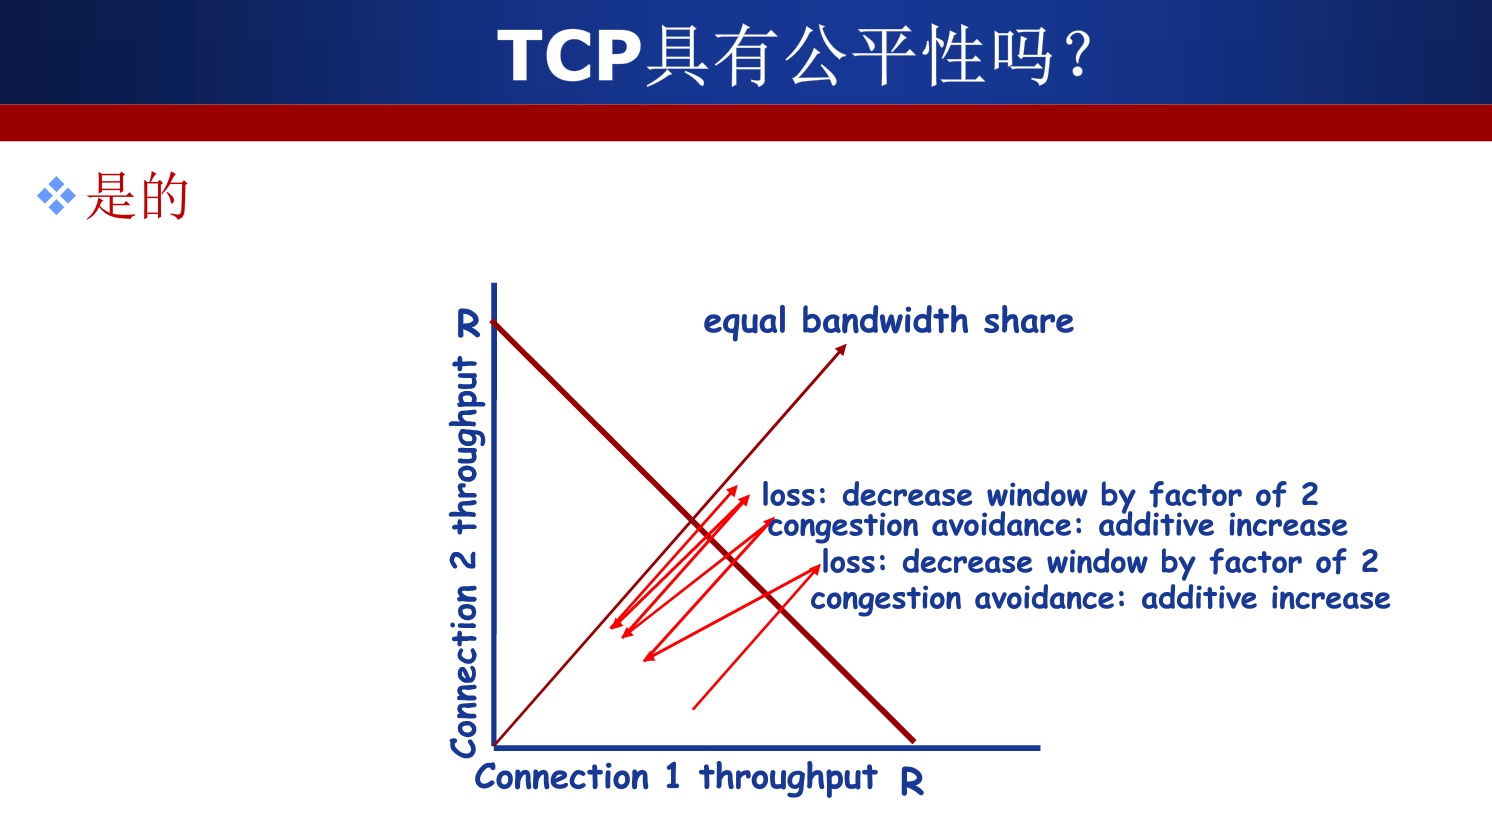 TCP具有公平性吗？
是的
R
equal bandwidth share
Connection 2 throughput
loss: decrease window by factor of 2
congestion avoidance: additive increase
loss: decrease window by factor of 2
congestion avoidance: additive increase
Connection 1 throughput
R